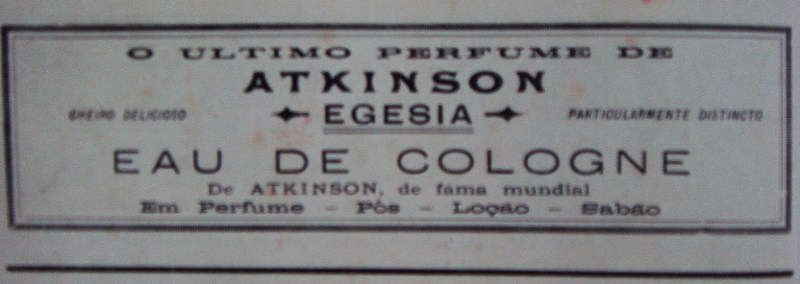 O ULTIMO PERFUME DE
ATKINSON
CHEIRO DELICIOSO EGESIA PARTICULARMENTE DISTINCTO
EAU DE COLOGNE
De ATKINSON, de fama mundial
Em Perfume - Pós - Loção - Sabão